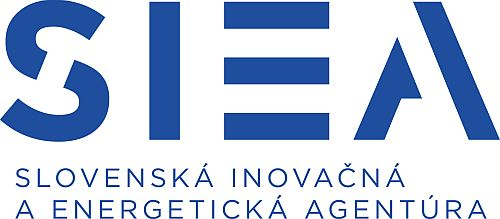 SIEA
SLOVENSKÁ INOVAČNÁ
A ENERGETICKÁ AGENTÚRA